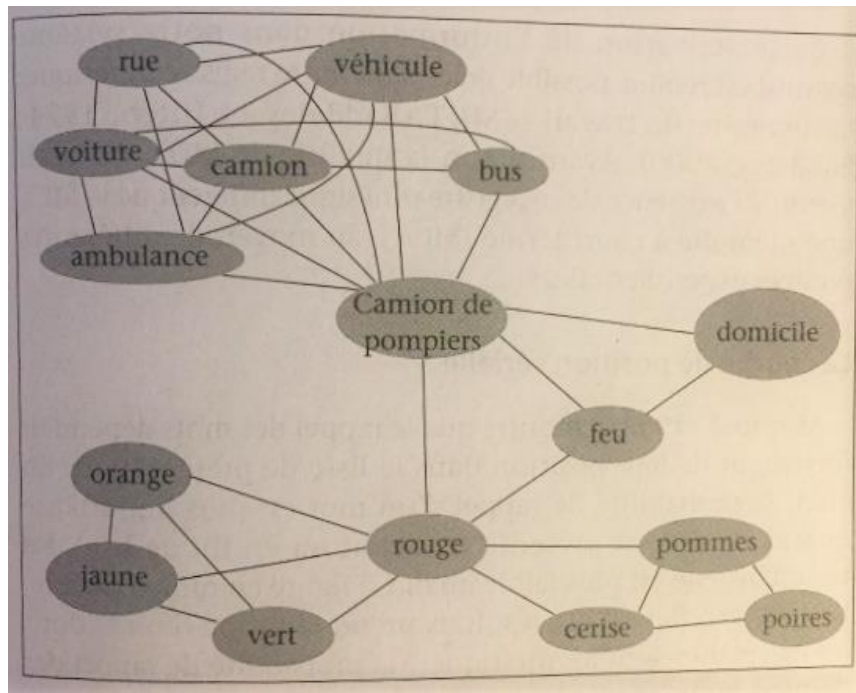 rue
véhicule
voiture
camion
bus
ambulance
Camion de
pompiers
domicile
feu
orange
rouge
pommes
jaune
vert
cerise
poires